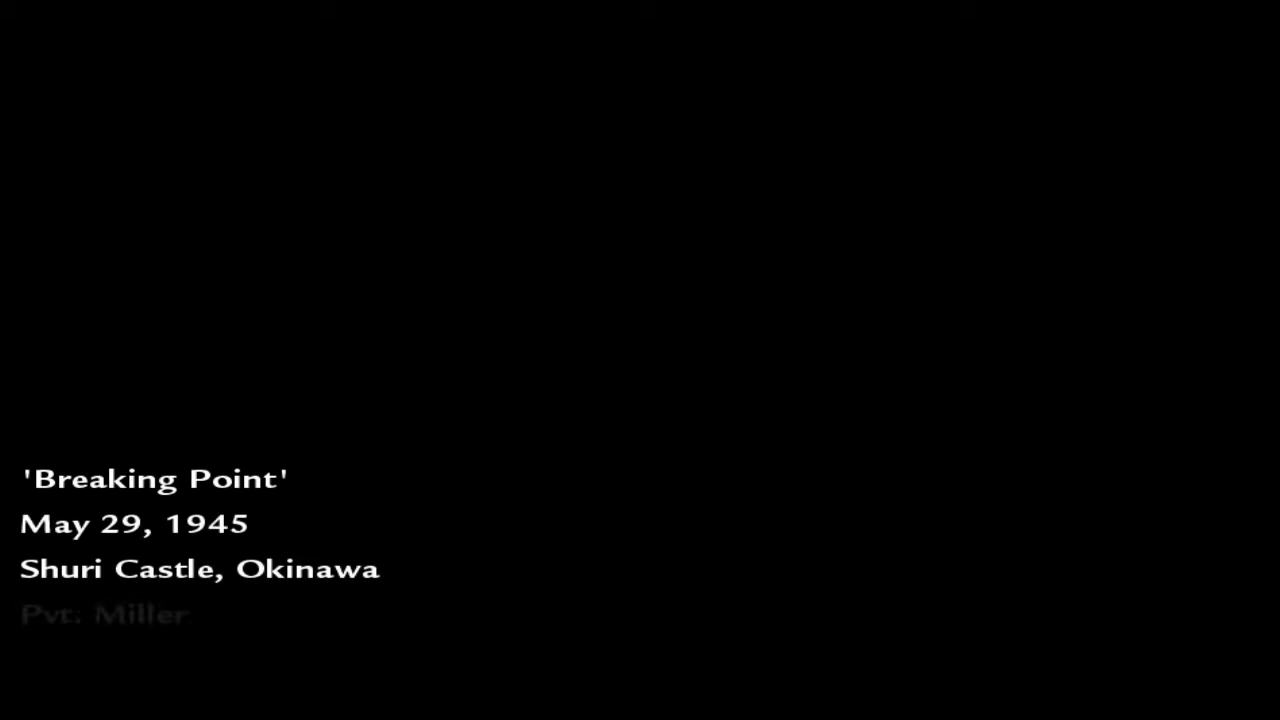 'Breaking Point'
May 29, 1945
Shuri Castle, Okinawa
Pvt. Miller